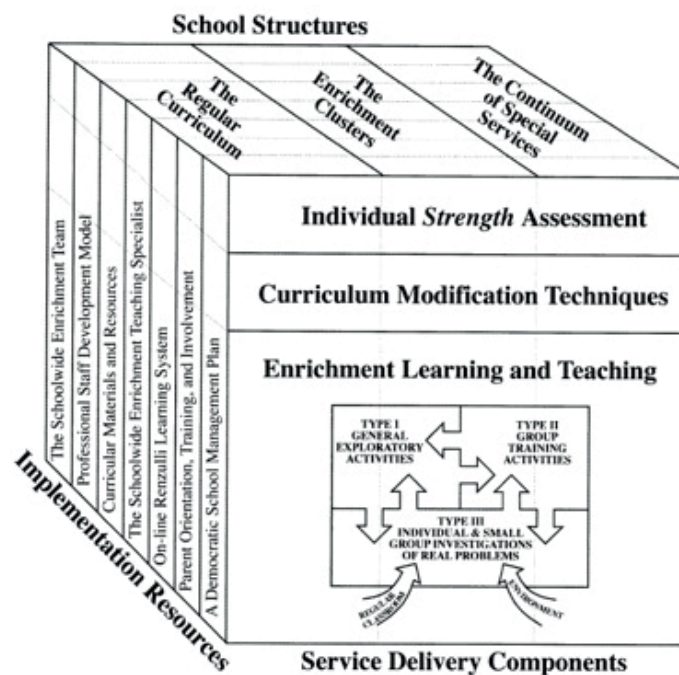 School Structures
The
Regular
Curriculum
The
Enrichment
Clusters
The Continuum
of Special
Services
Individual Strength Assessment
Curriculum Modification Techniques
Enrichment Learning and Teaching
TYPE I
GENERAL
EXPLORATORY
ACTIVITIES
TYPE II
GROUP
TRAINING
ACTIVITIES
TYPE III
INDIVIDUAL & SMALL
GROUP INVESTIGATIONS
OF REAL PROBLEMS
REGULAR
CLASSROOM
ENVIRONMENT
Service Delivery Components
The Schoolwide Enrichment Team
Professional Staff Development Model
Curricular Materials and Resources
The Schoolwide Enrichment Teaching Specialist
On-line Renzulli Learning System
Parent Orientation, Training, and Involvement
A Democratic School Management Plan
Implementation Resources